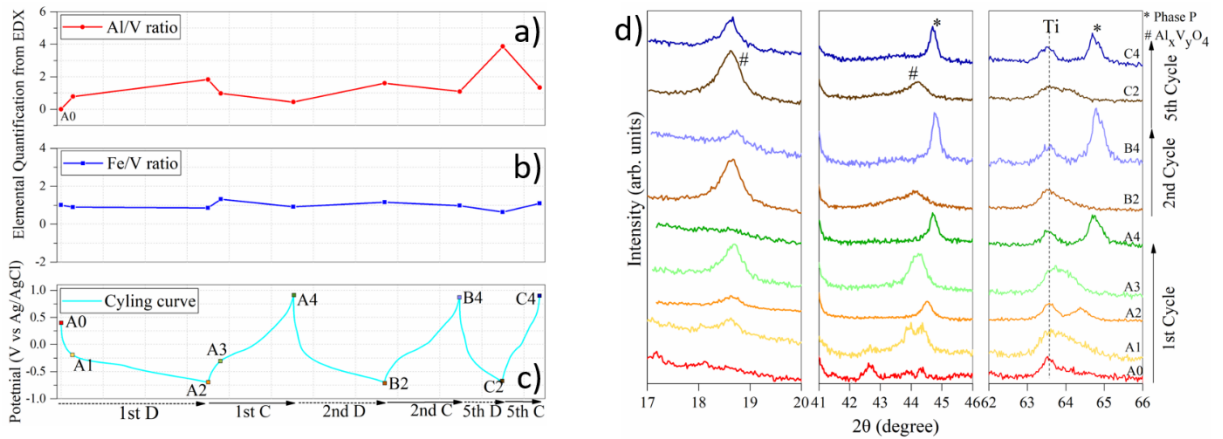 Elemental Quantification from EDX
Al/V ratio
a)
6
4
2
0
A0
Fe/V ratio
b)
4
2
0
-2
Potetnial (V vs Ag/AgCl)
Cyling curve
c)
1.0
0.5
0.0
-0.5
-1.0
A0
A1
A2
A3
A4
B2
B4
C2
C4
1st D
1st C
2nd D
2nd C
5th D
5th C
d)
Intensity (arb. units)
#
*
#
Ti
*
* Phase P
# AlxVyO4
C4
C2
B4
B2
A4
A3
A2
A1
A0
5th Cycle
2nd Cycle
1st Cycle
17 18 19 20
41 42 43 44 45 46
62 63 64 65 66
2θ (degree)